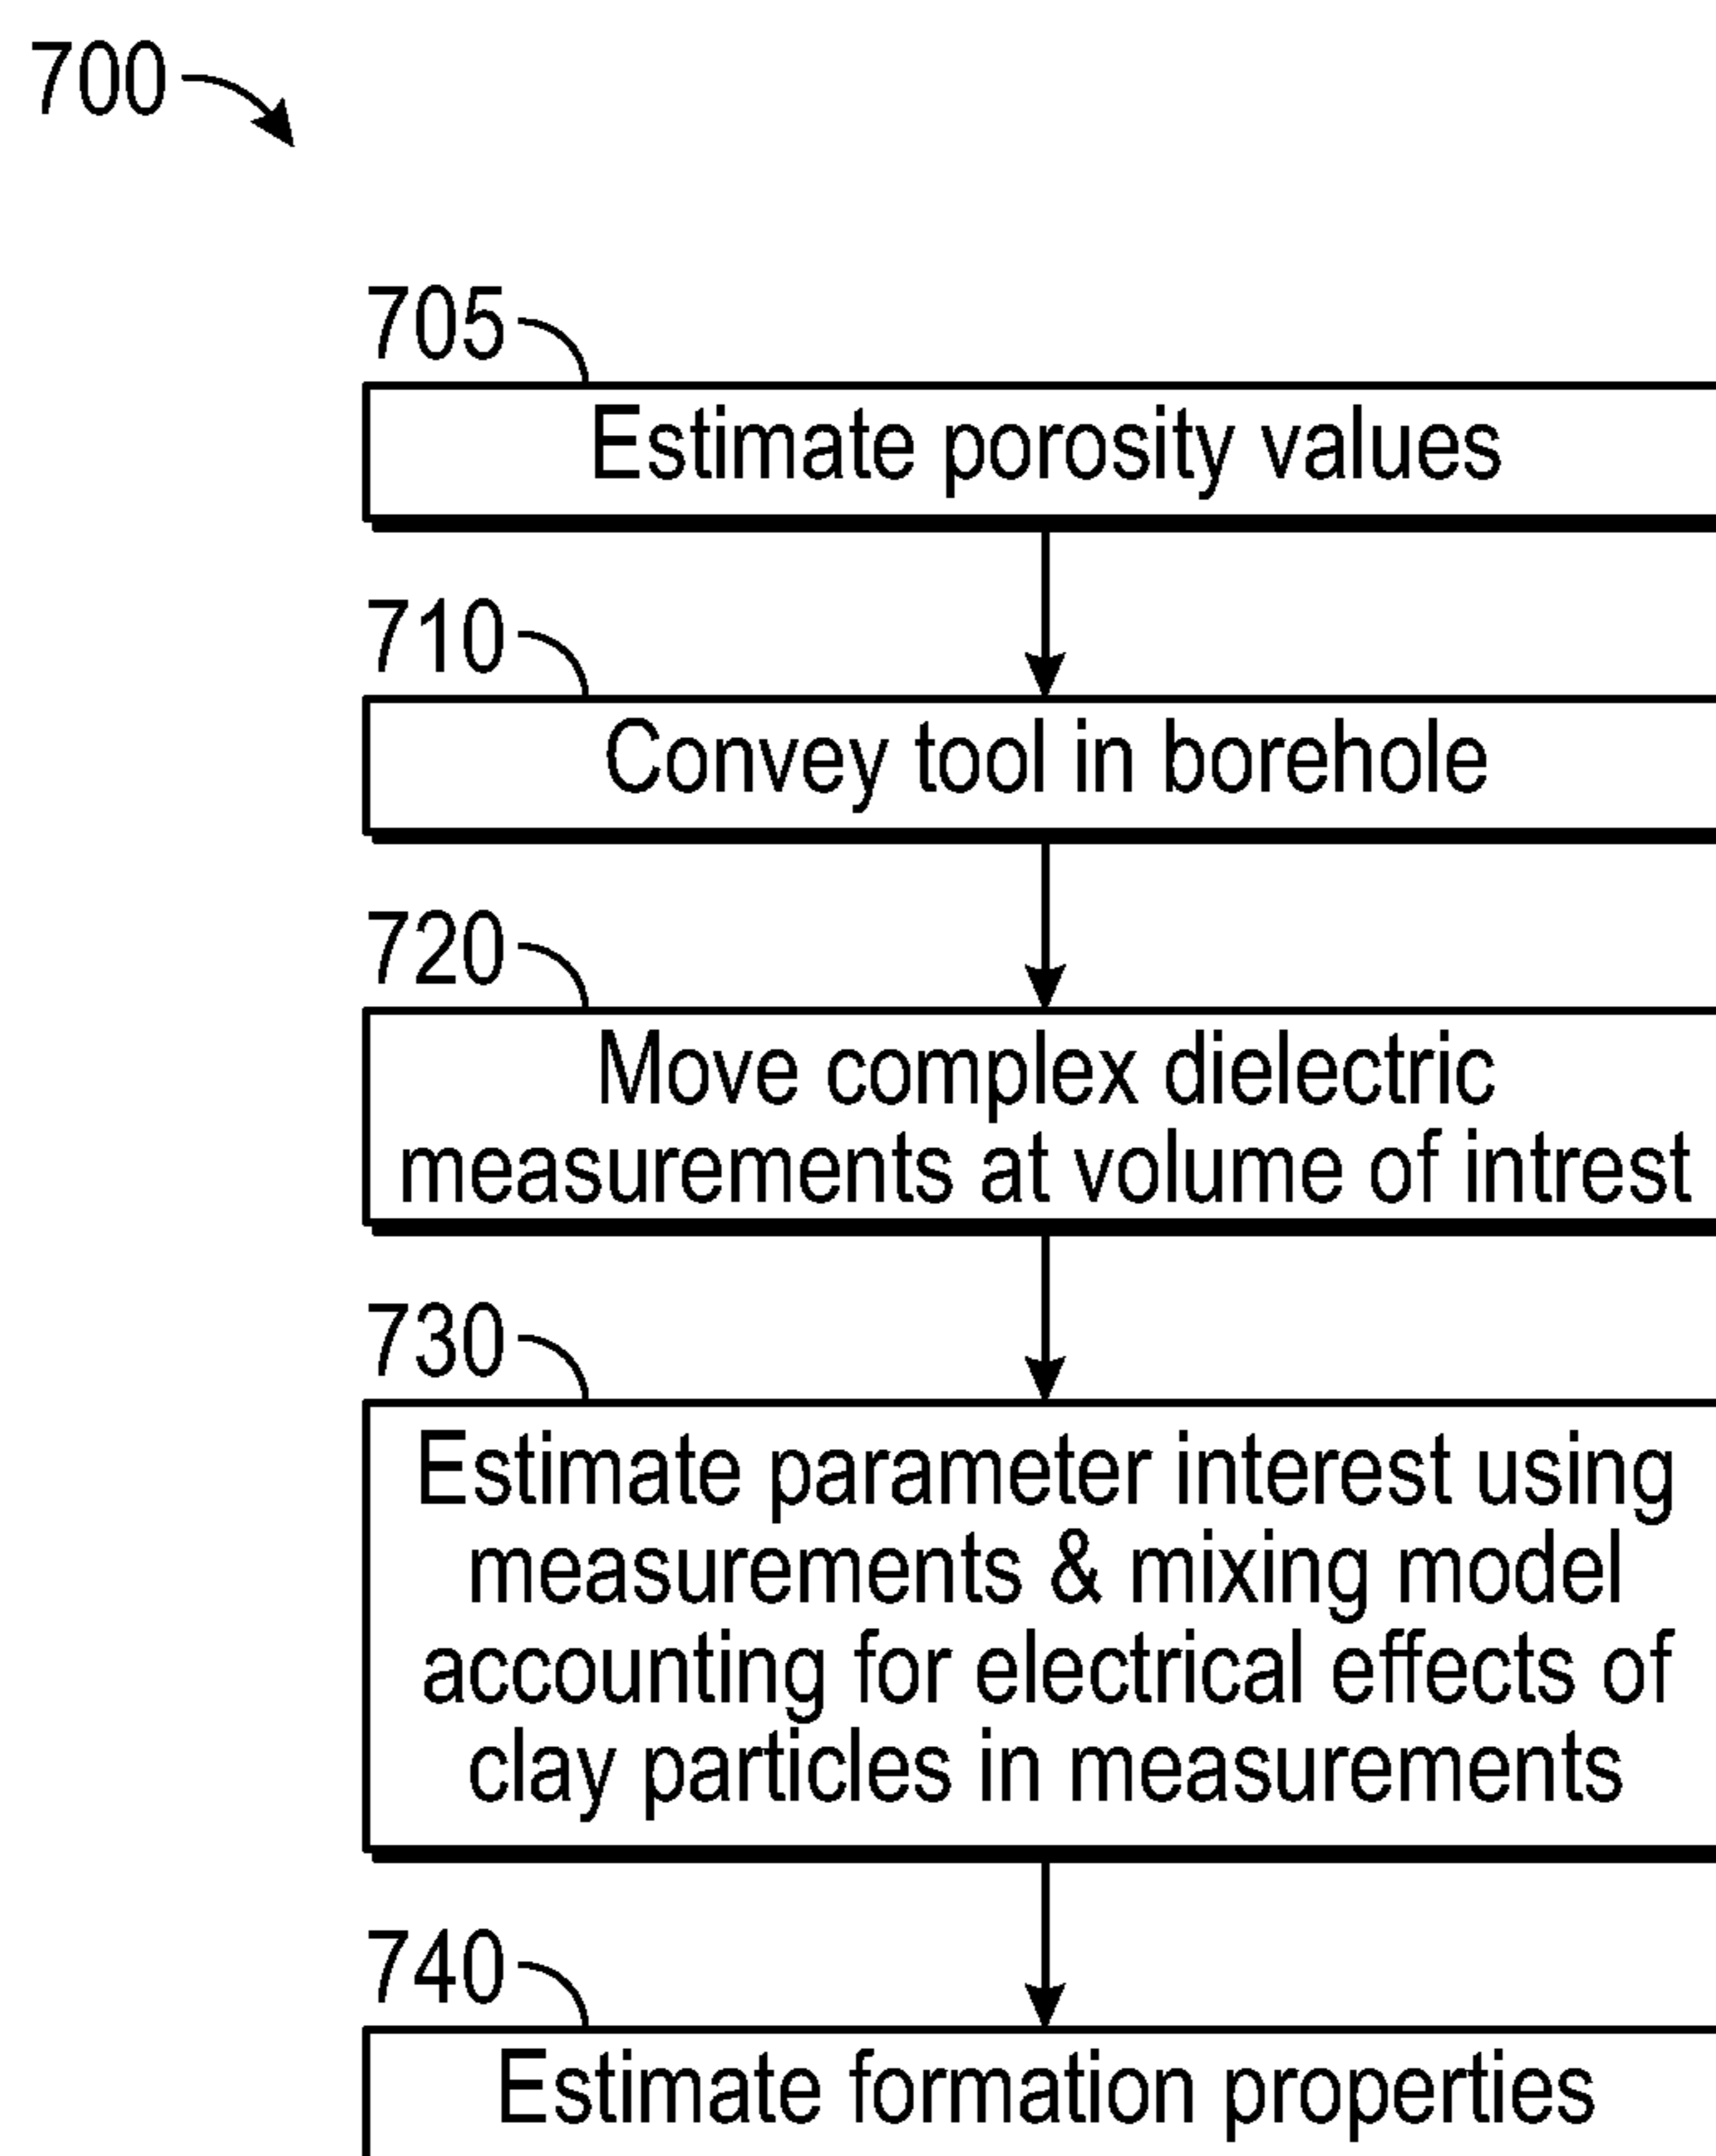 700
705
Estimate porosity values
710
Convey tool in borehole
720
Move complex dielectric
measurements at volume of intrest
730
Estimate parameter interest using
measurements & mixing model
accounting for electrical effects of
clay particles in measurements
740
Estimate formation properties